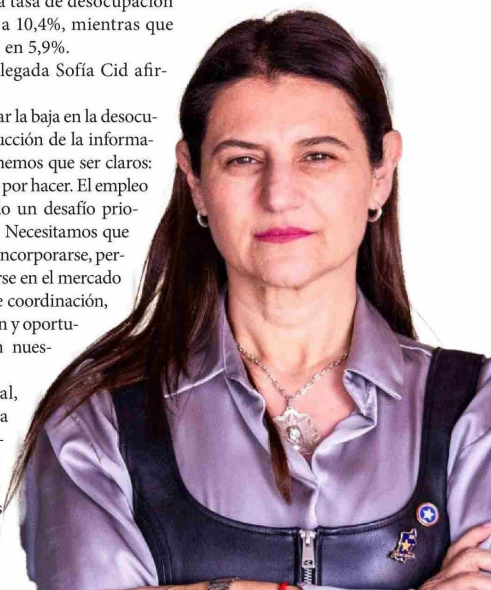 a tasa de desocupación
a 10,4%, mientras que
en 5,9%.
legada Sofía Cid afir-
ar la baja en la desocu-
ucción de la informa-
nemos que ser claros:
por hacer. El empleo
o un desafío prio-
Necesitamos que
ncorporarse, per-
rse en el mercado
e coordinación,
n y oportu-
n nues-
al,
a
-
s